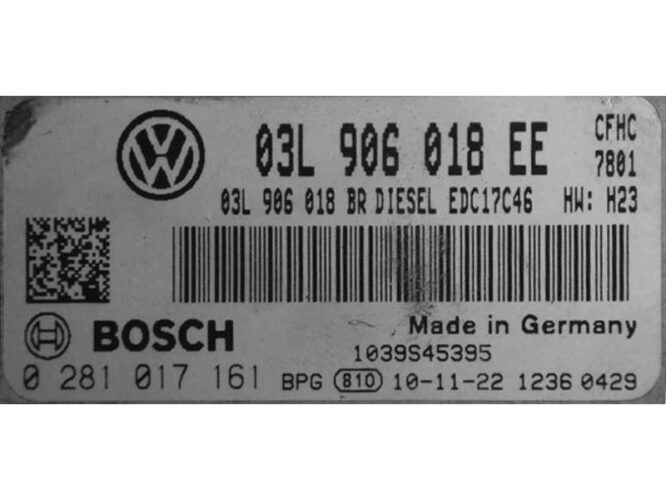 03L 906 018 EE CFHC
7801
03L 906 018 BR DIESEL EDC17C46 HW: H23
BOSCH Made in Germany
1039S45395
0 281 017 161 BPG 810 10-11-22 1236 0429